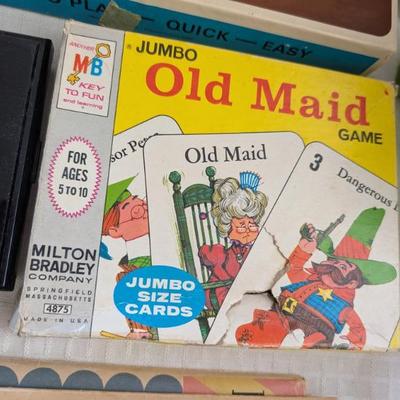 PLAY - QUICK - EASY
ANOTHER
MB
KEY
TO FUN
and learning
JUMBO
Old Maid
GAME
FOR
AGES
5 TO 10
Old Maid
3
Dangerous
JUMBO
SIZE
CARDS
MILTON
BRADLEY
COMPANY
SPRINGFIELD
MASSACHUSETTS
4875
MADE IN U.S.A.